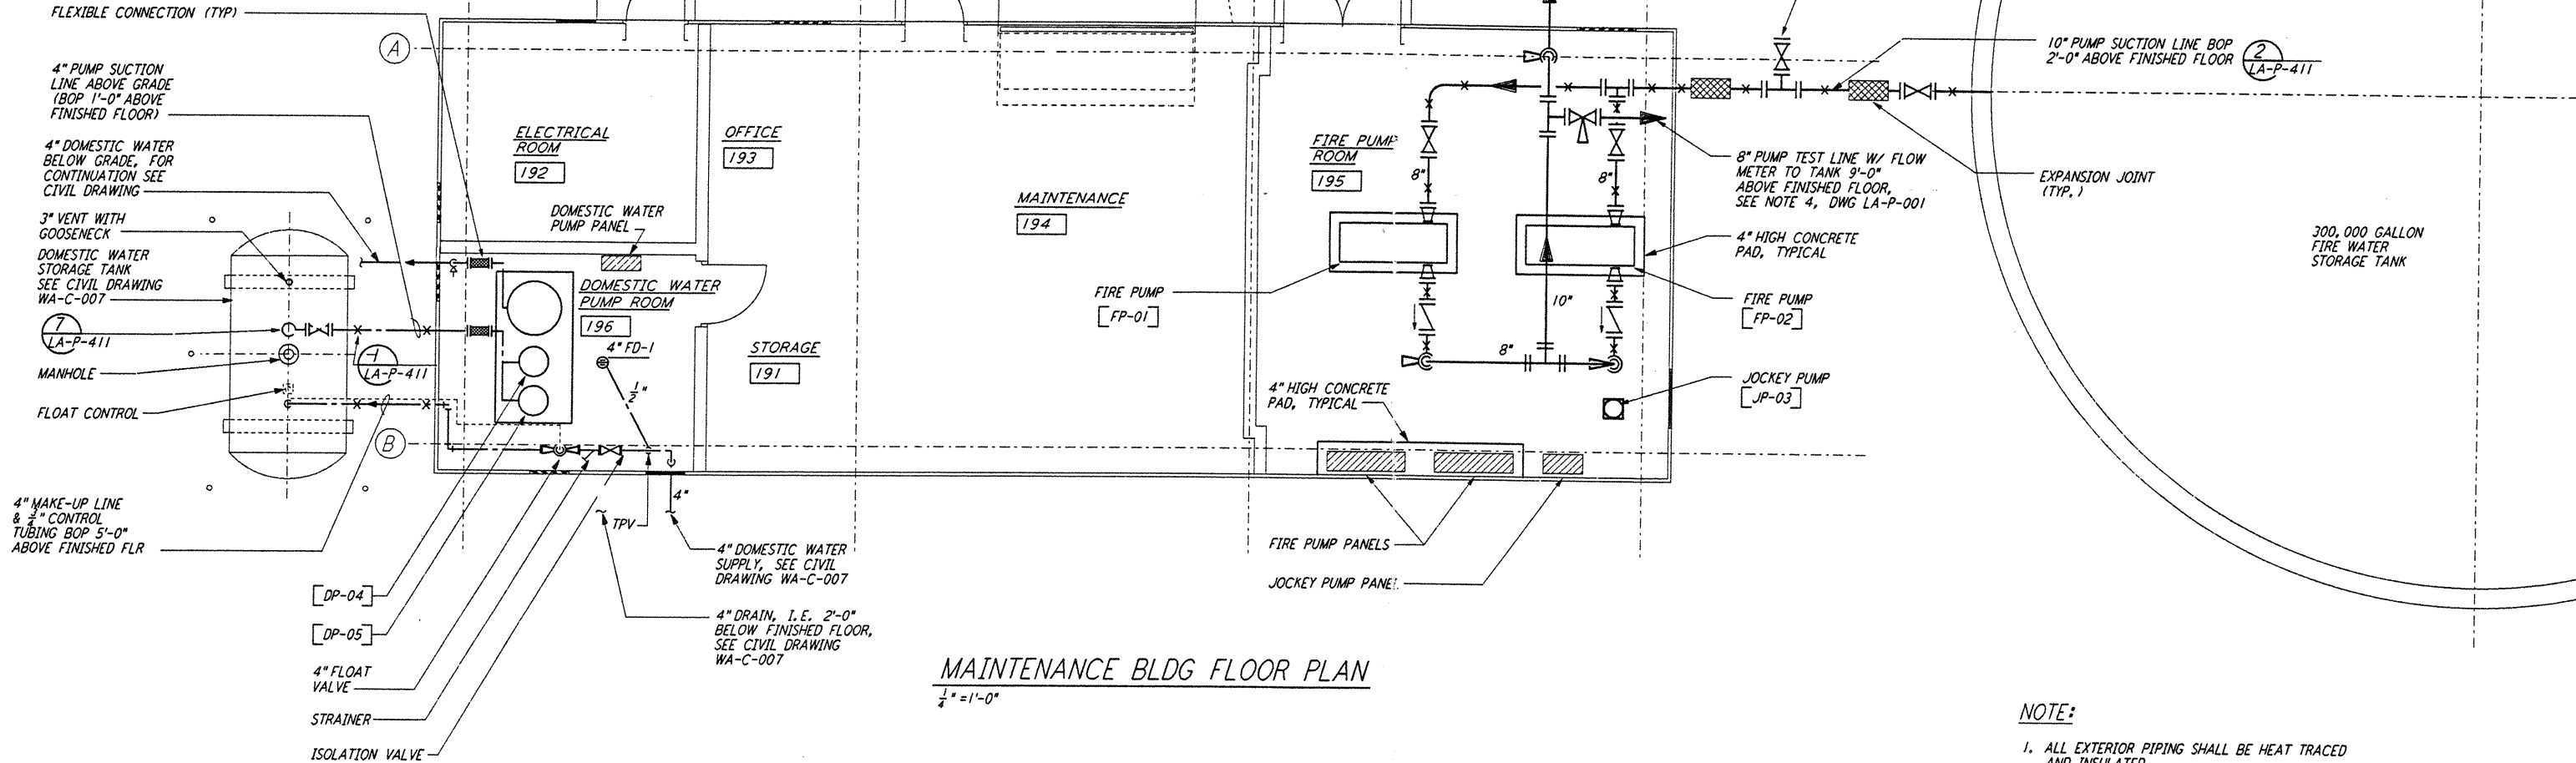 FLEXIBLE CONNECTION (TYP)
A
4" PUMP SUCTION
LINE ABOVE GRADE
(BOP 1'-0" ABOVE
FINISHED FLOOR)
4" DOMESTIC WATER
BELOW GRADE, FOR
CONTINUATION SEE
CIVIL DRAWING
3" VENT WITH
GOOSENECK
DOMESTIC WATER
STORAGE TANK
SEE CIVIL DRAWING
WA-C-007
7
LA-P-411
MANHOLE
FLOAT CONTROL
1
LA-P-411
B
4" MAKE-UP LINE
& 3/4" CONTROL
TUBING BOP 5'-0"
ABOVE FINISHED FLR
DP-04
DP-05
4" FLOAT
VALVE
STRAINER
ISOLATION VALVE
ELECTRICAL
ROOM
192
DOMESTIC WATER
PUMP PANEL
DOMESTIC WATER
PUMP ROOM
196
4" FD-1
1/2"
TPV
4"
4" DOMESTIC WATER
SUPPLY, SEE CIVIL
DRAWING WA-C-007
4" DRAIN, I.E. 2'-0"
BELOW FINISHED FLOOR,
SEE CIVIL DRAWING
WA-C-007
OFFICE
193
STORAGE
191
MAINTENANCE
194
FIRE PUMP
ROOM
195
8"
8"
FIRE PUMP
FP-01
10"
8"
4" HIGH CONCRETE
PAD, TYPICAL
FIRE PUMP PANELS
JOCKEY PUMP PANEL
10" PUMP SUCTION LINE BOP
2'-0" ABOVE FINISHED FLOOR
2
LA-P-411
8" PUMP TEST LINE W/ FLOW
METER TO TANK 9'-0"
ABOVE FINISHED FLOOR,
SEE NOTE 4, DWG LA-P-001
EXPANSION JOINT
(TYP.)
4" HIGH CONCRETE
PAD, TYPICAL
FIRE PUMP
FP-02
JOCKEY PUMP
JP-03
300,000 GALLON
FIRE WATER
STORAGE TANK
MAINTENANCE BLDG FLOOR PLAN
1/4" =1'-0"
NOTE:
1. ALL EXTERIOR PIPING SHALL BE HEAT TRACED
AND INSULATED